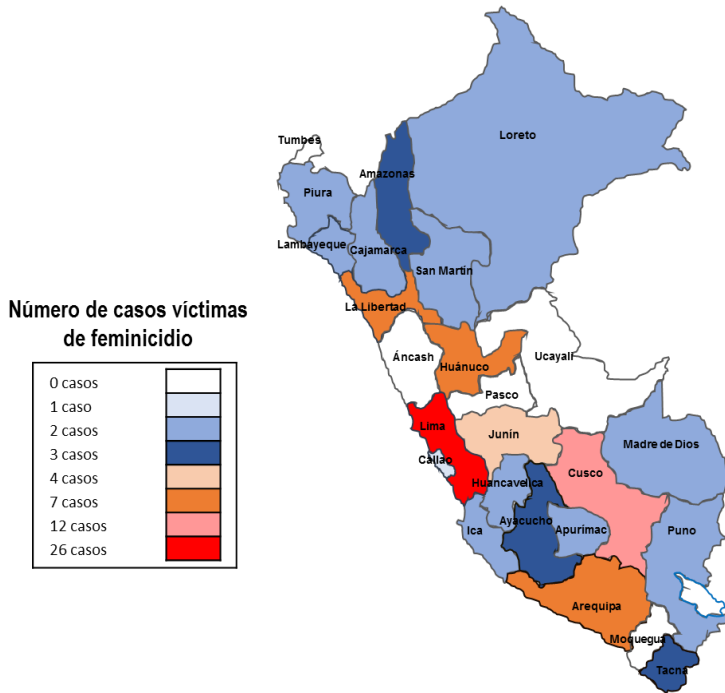 Tumbes
Loreto
Amazonas
Piura
Lambayeque
Cajamarca
San Martín
La Libertad
Número de casos víctimas
de feminicidio
0 casos
1 caso
2 casos
3 casos
4 casos
7 casos
12 casos
26 casos
Áncash
Huánuco
Ucayali
Pasco
Lima
Junín
Callao
Cusco
Madre de Dios
Huancavelica
Ayacucho
Apurímac
Ica
Puno
Arequipa
Moquegua
Tacna